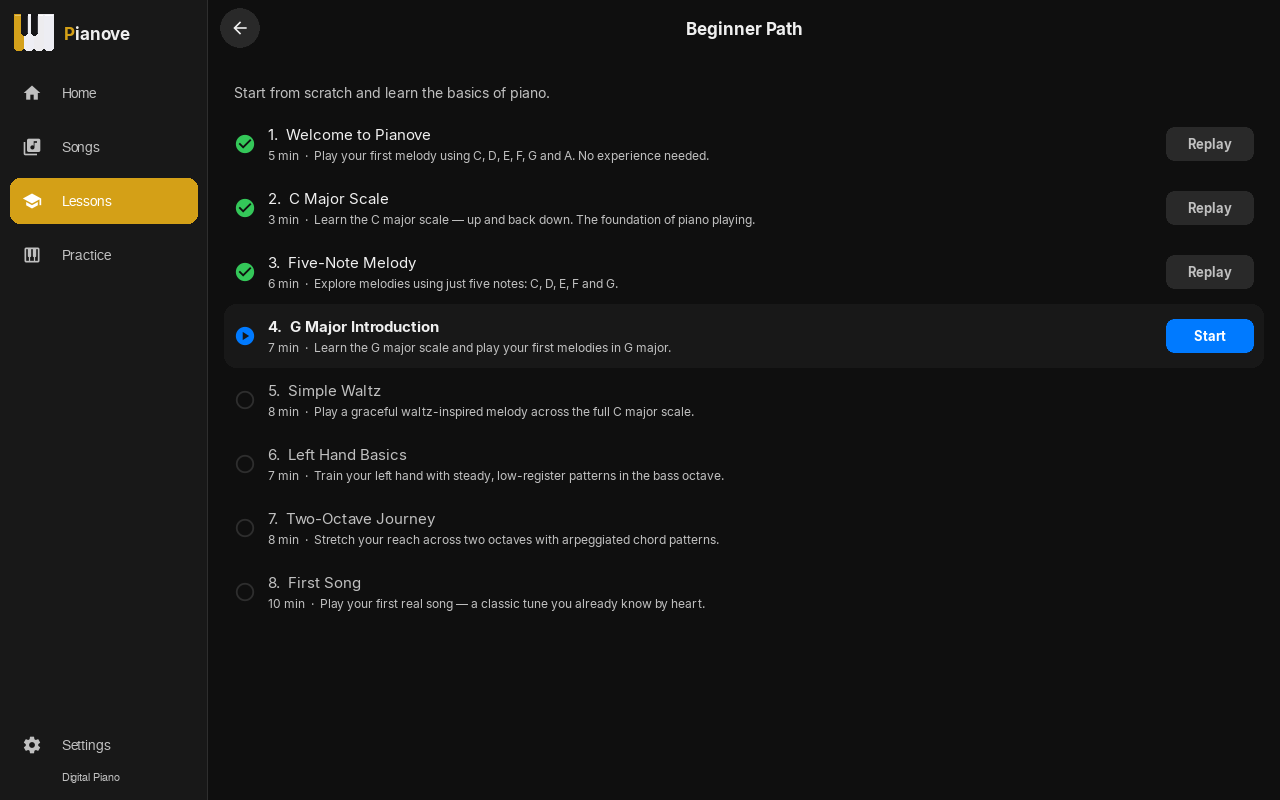 Pianove
Home
Songs
Lessons
Practice
Settings
Digital Piano
Beginner Path
Start from scratch and learn the basics of piano.
1. Welcome to Pianove
5 min · Play your first melody using C, D, E, F, G and A. No experience needed.
Replay
2. C Major Scale
3 min · Learn the C major scale — up and back down. The foundation of piano playing.
Replay
3. Five-Note Melody
6 min · Explore melodies using just five notes: C, D, E, F and G.
Replay
4. G Major Introduction
7 min · Learn the G major scale and play your first melodies in G major.
Start
5. Simple Waltz
8 min · Play a graceful waltz-inspired melody across the full C major scale.
6. Left Hand Basics
7 min · Train your left hand with steady, low-register patterns in the bass octave.
7. Two-Octave Journey
8 min · Stretch your reach across two octaves with arpeggiated chord patterns.
8. First Song
10 min · Play your first real song — a classic tune you already know by heart.